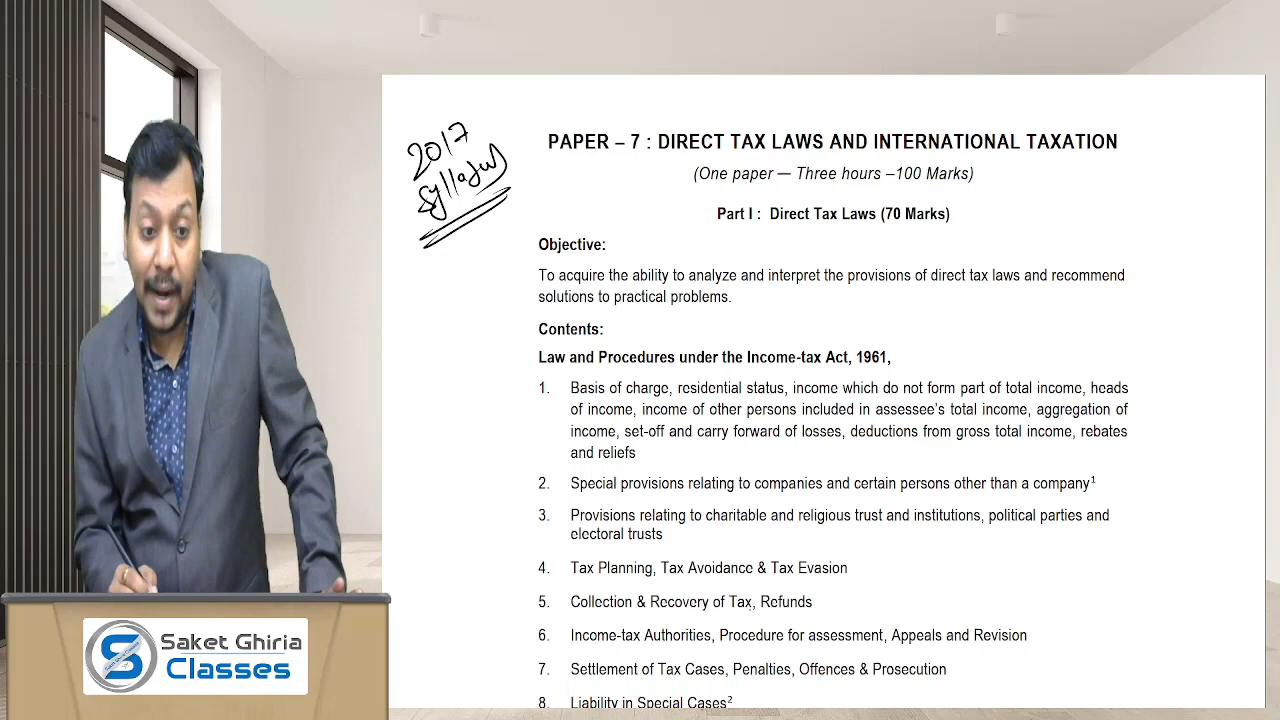 2017
syllabus
PAPER – 7 : DIRECT TAX LAWS AND INTERNATIONAL TAXATION
(One paper — Three hours –100 Marks)
Part I : Direct Tax Laws (70 Marks)
Objective:
To acquire the ability to analyze and interpret the provisions of direct tax laws and recommend
solutions to practical problems.
Contents:
Law and Procedures under the Income-tax Act, 1961,
1. Basis of charge, residential status, income which do not form part of total income, heads
of income, income of other persons included in assessee’s total income, aggregation of
income, set-off and carry forward of losses, deductions from gross total income, rebates
and reliefs
2. Special provisions relating to companies and certain persons other than a company¹
3. Provisions relating to charitable and religious trust and institutions, political parties and
electoral trusts
4. Tax Planning, Tax Avoidance & Tax Evasion
5. Collection & Recovery of Tax, Refunds
6. Income-tax Authorities, Procedure for assessment, Appeals and Revision
7. Settlement of Tax Cases, Penalties, Offences & Prosecution
8. Liability in Special Cases²
Saket Ghiria
Classes